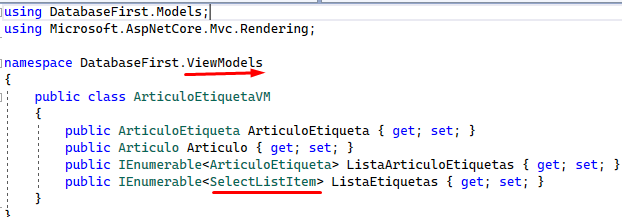 using DatabaseFirst.Models;
using Microsoft.AspNetCore.Mvc.Rendering;
namespace DatabaseFirst.ViewModels
{
public class ArticuloEtiquetaVM
{
public ArticuloEtiqueta ArticuloEtiqueta { get; set; }
public Articulo Articulo { get; set; }
public IEnumerable<ArticuloEtiqueta> ListaArticuloEtiquetas { get; set; }
public IEnumerable<SelectListItem> ListaEtiquetas { get; set; }
}
}